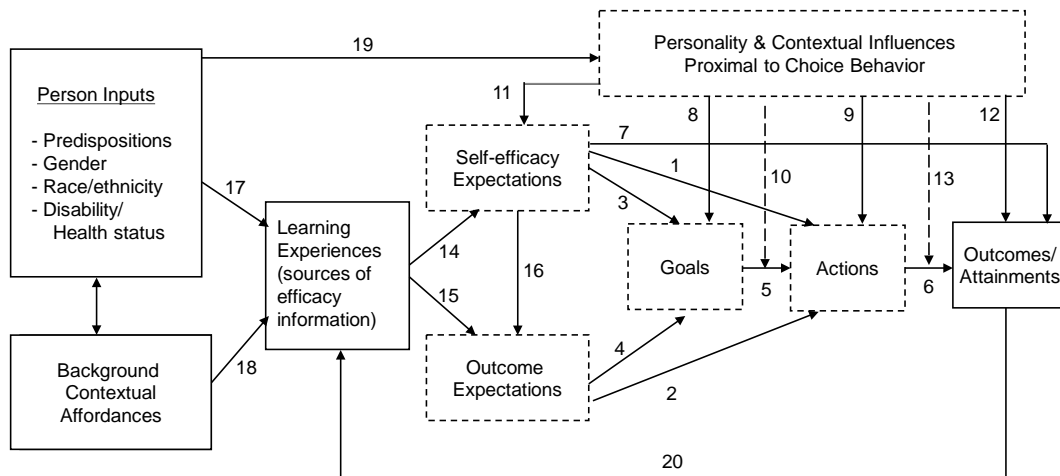 19
Personality & Contextual Influences
Proximal to Choice Behavior
Person Inputs
- Predispositions
- Gender
- Race/ethnicity
- Disability/
Health status
11
8
9
12
7
Self-efficacy
Expectations
1
10
13
3
17
Learning
Experiences
(sources of
efficacy
information)
14
16
15
Goals
5
Actions
6
Outcomes/
Attainments
Background
Contextual
Affordances
18
Outcome
Expectations
4
2
20